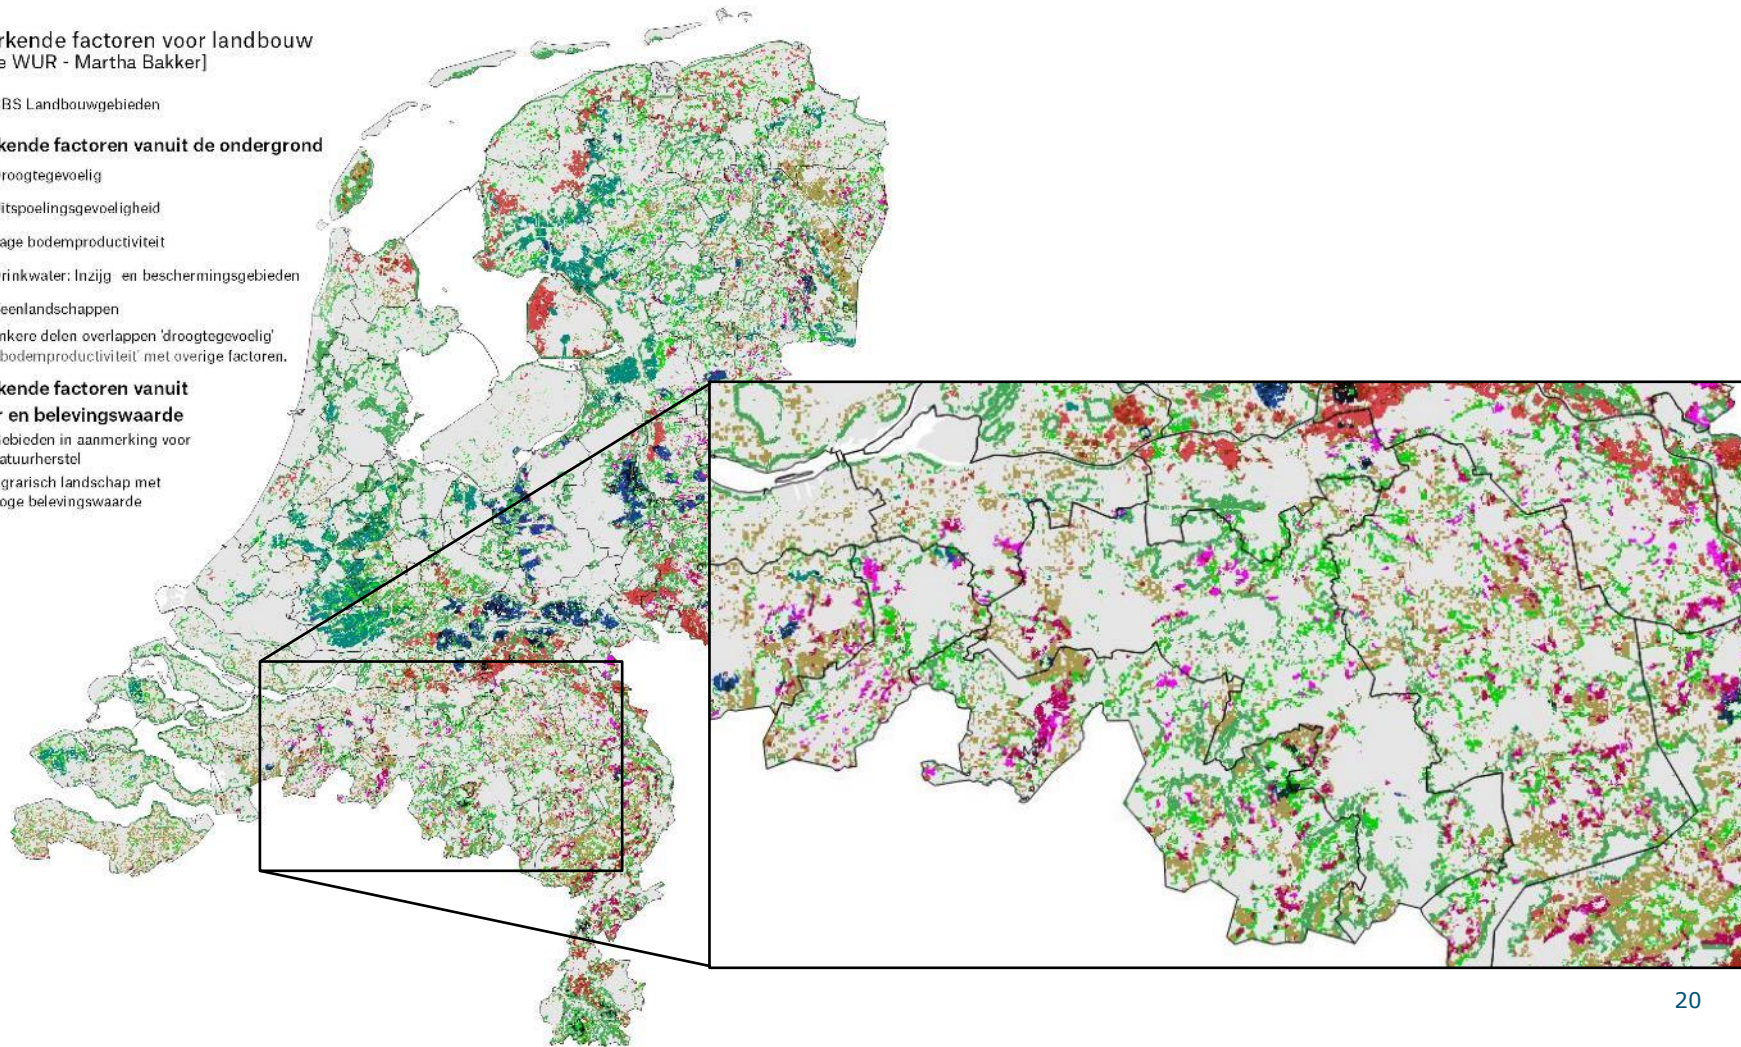 rkende factoren voor landbouw
e WUR - Martha Bakker]
BS Landbouwgebieden
kende factoren vanuit de ondergrond
roogtegevoelig
itspoelingsgevoeligheid
age bodemproductiviteit
rinkwater: Inzijg- en beschermingsgebieden
eenlandschappen
nkere delen overlappen 'droogtegevoelig'
bodemproductiviteit' met overige factoren.
kende factoren vanuit
r en belevingswaarde
ebieden in aanmerking voor
atuurherstel
grarisch landschap met
oge belevingswaarde
20